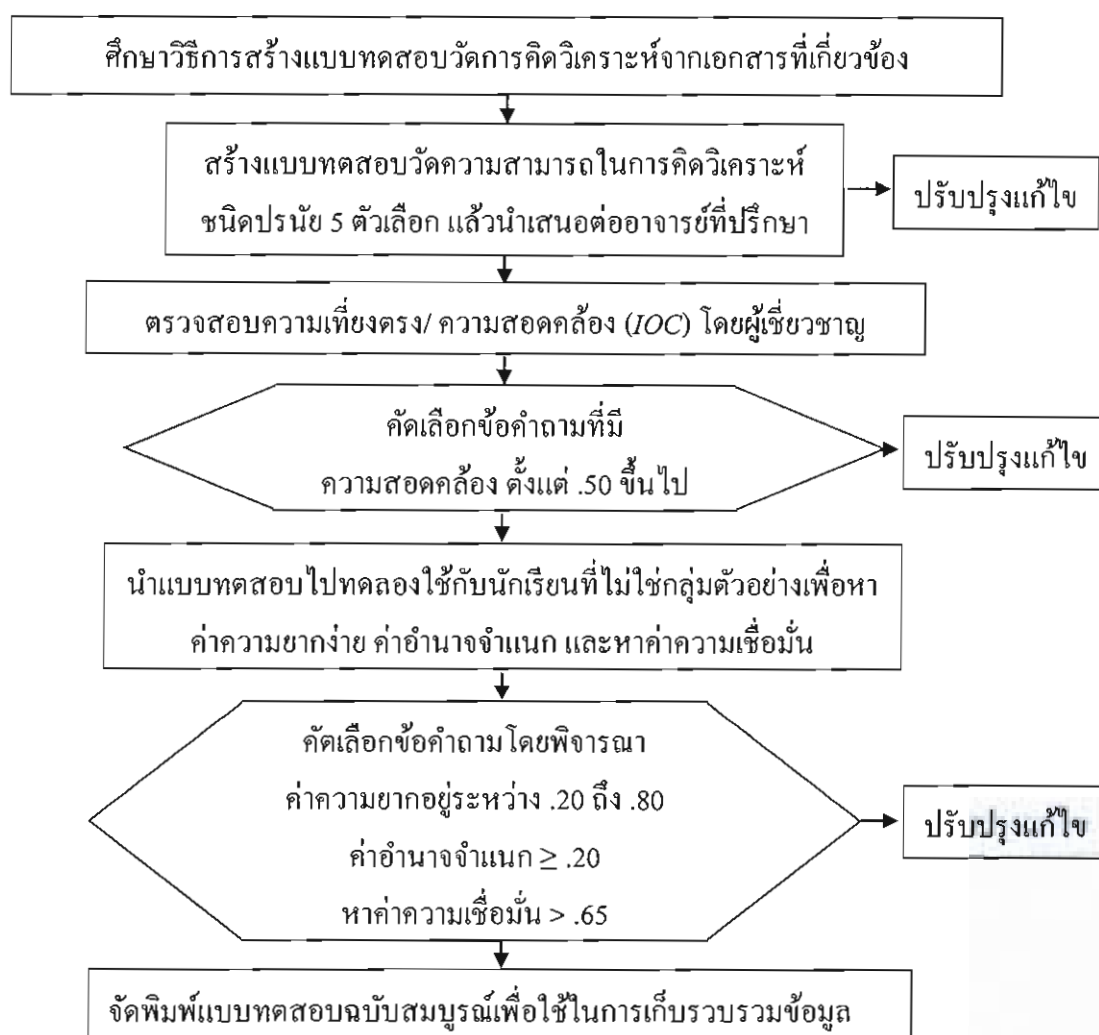 ศึกษาวิธีการสร้างแบบทดสอบวัดการคิดวิเคราะห์จากเอกสารที่เกี่ยวข้อง
สร้างแบบทดสอบวัดความสามารถในการคิดวิเคราะห์
ชนิดปรนัย 5 ตัวเลือก แล้วนำเสนอต่ออาจารย์ที่ปรึกษา
ปรับปรุงแก้ไข
ตรวจสอบความเที่ยงตรง/ ความสอดคล้อง (IOC) โดยผู้เชี่ยวชาญ
คัดเลือกข้อคำถามที่มี
ความสอดคล้อง ตั้งแต่ .50 ขึ้นไป
ปรับปรุงแก้ไข
นำแบบทดสอบไปทดลองใช้กับนักเรียนที่ไม่ใช่กลุ่มตัวอย่างเพื่อหา
ค่าความยากง่าย ค่าอำนาจจำแนก และหาค่าความเชื่อมั่น
คัดเลือกข้อคำถามโดยพิจารณา
ค่าความยากอยู่ระหว่าง .20 ถึง .80
ค่าอำนาจจำแนก ≥ .20
หาค่าความเชื่อมั่น > .65
ปรับปรุงแก้ไข
จัดพิมพ์แบบทดสอบฉบับสมบูรณ์เพื่อใช้ในการเก็บรวบรวมข้อมูล